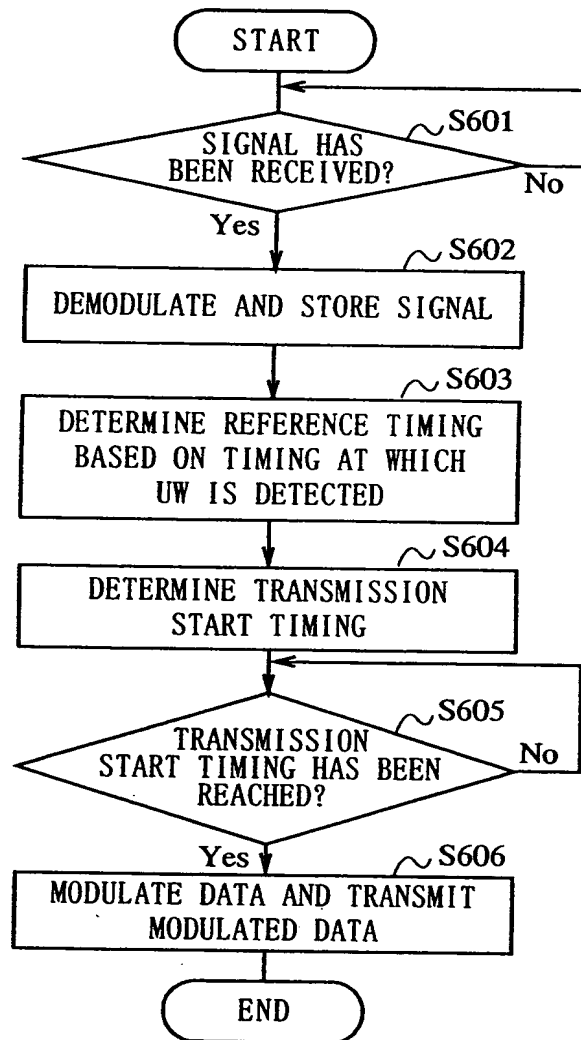 START
S601
SIGNAL HAS
BEEN RECEIVED?
No
Yes
S602
DEMODULATE AND STORE SIGNAL
S603
DETERMINE REFERENCE TIMING
BASED ON TIMING AT WHICH
UW IS DETECTED
S604
DETERMINE TRANSMISSION
START TIMING
S605
TRANSMISSION
START TIMING HAS BEEN
REACHED?
No
Yes
S606
MODULATE DATA AND TRANSMIT
MODULATED DATA
END